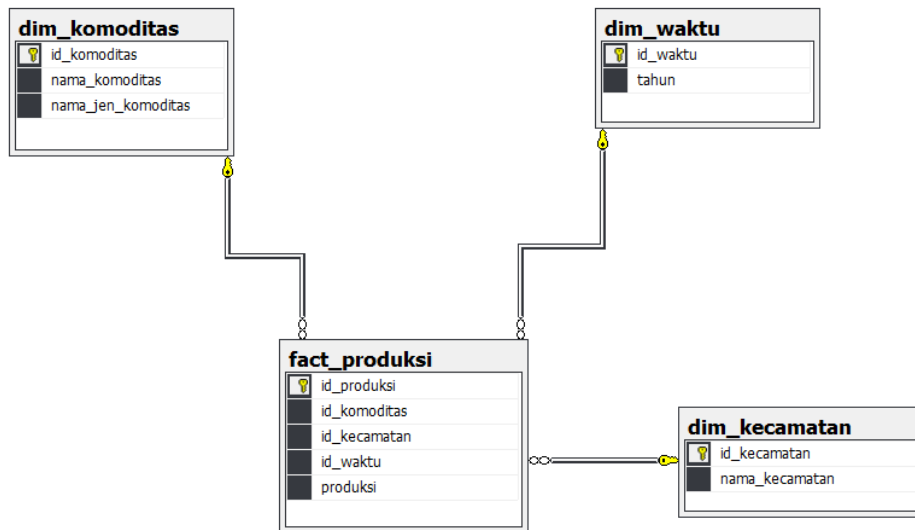 dim_komoditas
id_komoditas
nama_komoditas
nama_jen_komoditas
dim_waktu
id_waktu
tahun
fact_produksi
id_produksi
id_komoditas
id_kecamatan
id_waktu
produksi
dim_kecamatan
id_kecamatan
nama_kecamatan